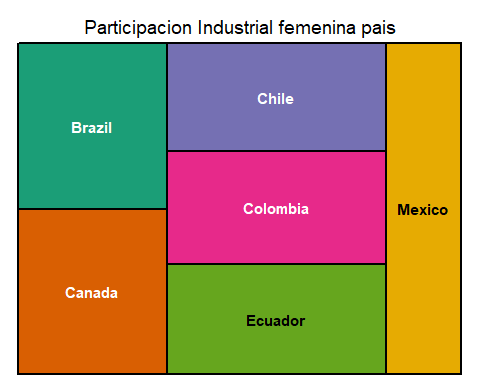 Participacion Industrial femenina pais
Brazil
Canada
Chile
Colombia
Ecuador
Mexico